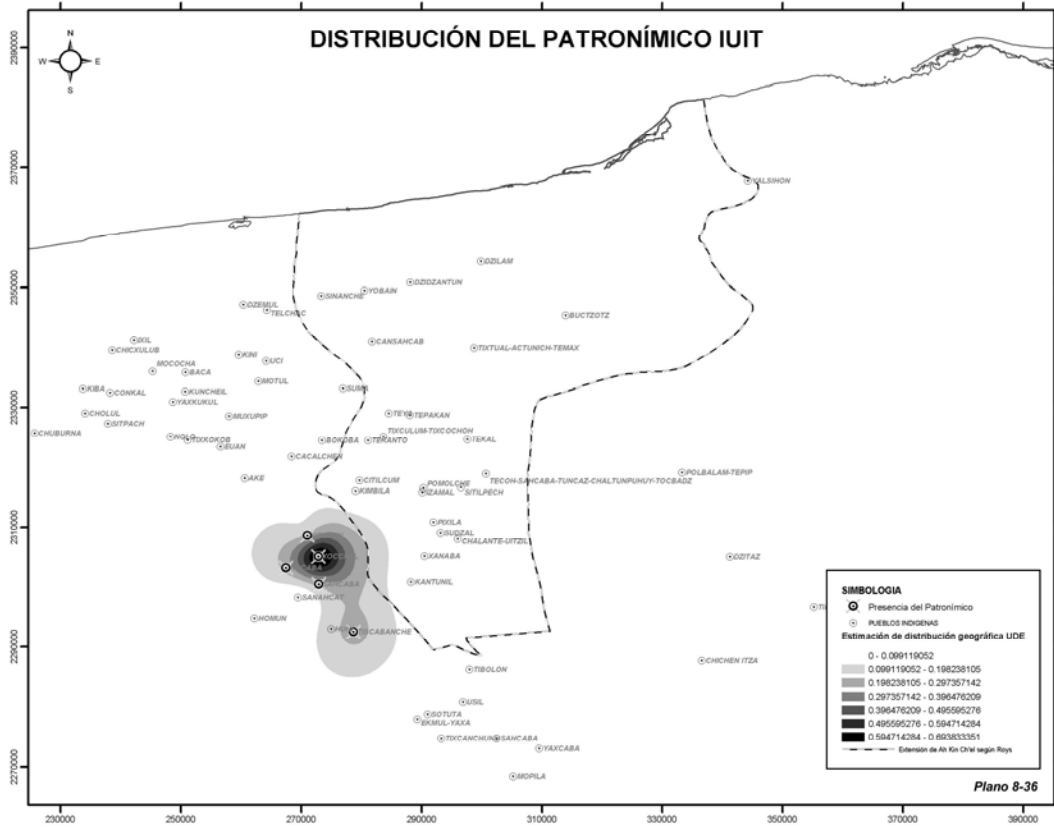 DISTRIBUCIÓN DEL PATRONÍMICO IUIT
N
W E
S
2390000
2370000
2350000
2330000
2310000
2290000
2270000
YALSIHON
DZILAM
DZIDZANTUN
YOBAIN
SINANCHE
DZEMUL
TELCHAC
BUCTZOTZ
IXIL
CANSAHCAB
CHICXULUB
TIXTUAL-ACTUNICH-TEMAX
KINI
UCI
MOCOCHA
BACA
MOTUL
KIBA
CONKAL
KUNCHEIL
SUMA
YAXKUKUL
CHOLUL
MUXUPIP
TEYA
TEPAKAN
SITPACH
CHUBURNA
NOLO
TIXKOKOB
EUAN
BOKOBA
TEKANTO
TIXCULUM-TIXCOCHOH
TEKAL
CACALCHEN
AKE
CITILCUM
KIMBILA
POMOLCHE
IZAMAL
SITILPECH
TECOH-SAHCABA-TUNCAZ-CHALTUNPUHUY-TOCBADZ
POLBALAM-TEPIP
PIXILA
SUDZAL
CHALANTE-UITZIL
XANABA
DZITAZ
KANTUNIL
SANAHCAT
HOMUN
TIBOLON
CHICHEN ITZA
USIL
SOTUTA
EKMUL-YAXA
TIXCANCHUN
SAHCABA
YAXCABA
MOPILA
SIMBOLOGIA
Presencia del Patronímico
PUEBLOS INDIGENAS
Estimación de distribución geográfica UDE
0 - 0.099119052
0.099119052 - 0.198238105
0.198238105 - 0.297357142
0.297357142 - 0.396476209
0.396476209 - 0.495595276
0.495595276 - 0.594714284
0.594714284 - 0.693833351
Extensión de Ah Kin Ch'el según Roys
Plano 8-36
230000 250000 270000 290000 310000 330000 350000 370000 390000